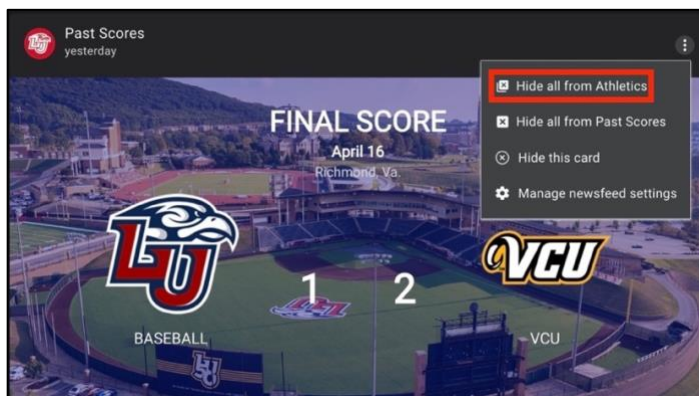 Past Scores
yesterday
Hide all from Athletics
Hide all from Past Scores
Hide this card
Manage newsfeed settings
FINAL SCORE
April 16
Richmond, Va.
LU
VCU
1 2
BASEBALL
VCU